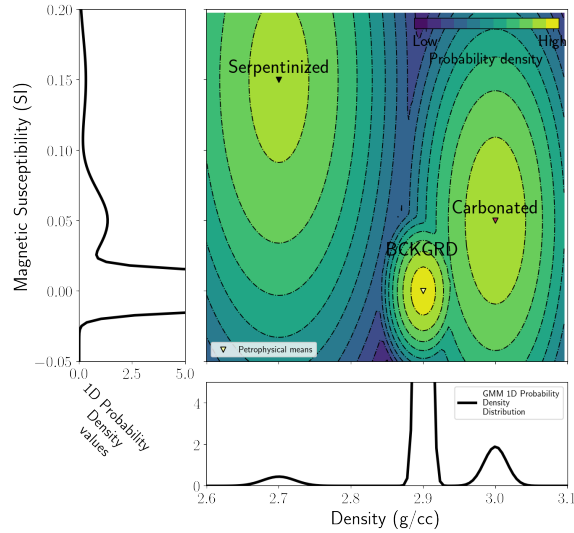 0.20
0.15
0.10
0.05
0.00
−0.05
Magnetic Susceptibility (SI)
0.0 2.5 5.0
1D Probability
Density
values
Serpentinized
Carbonated
BCKGRD
Low High
Probability density
Petrophysical means
4
2
0
GMM 1D Probability
Density
Distribution
2.6 2.7 2.8 2.9 3.0 3.1
Density (g/cc)